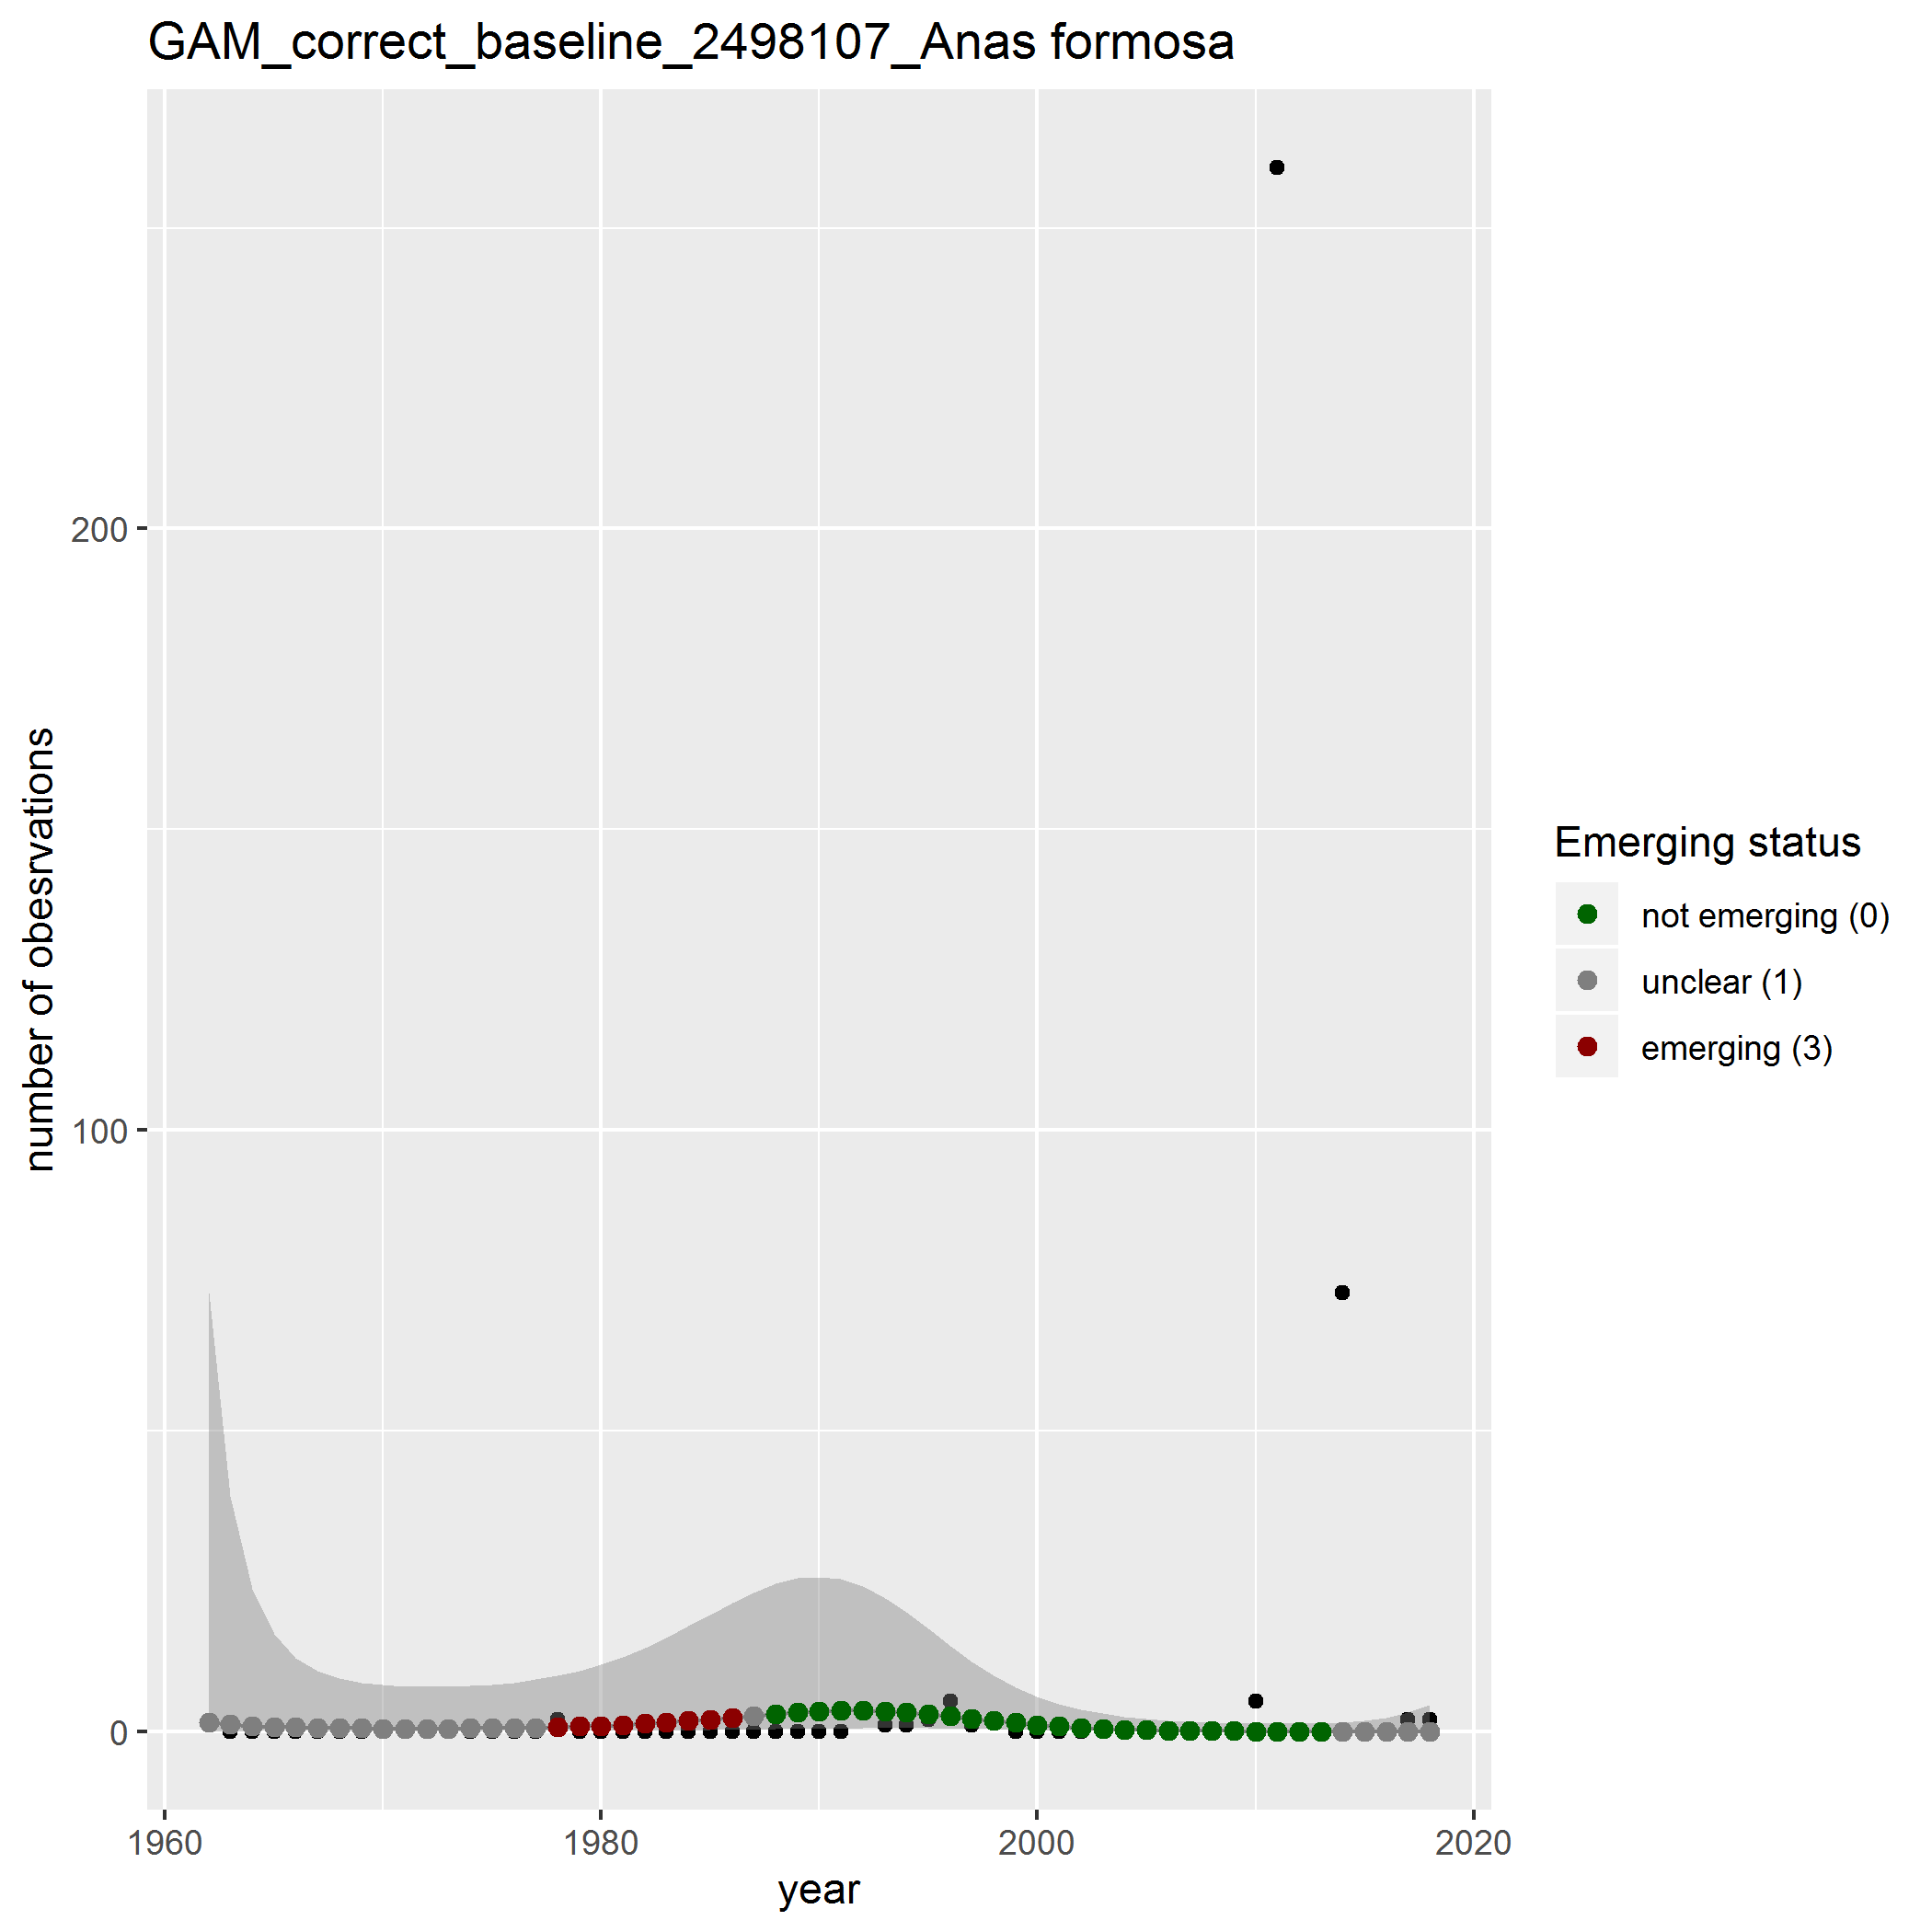 GAM_correct_baseline_2498107_Anas formosa
number of obesrvations
200
100
0
1960
1980
2000
2020
year
Emerging status
not emerging (0)
unclear (1)
emerging (3)